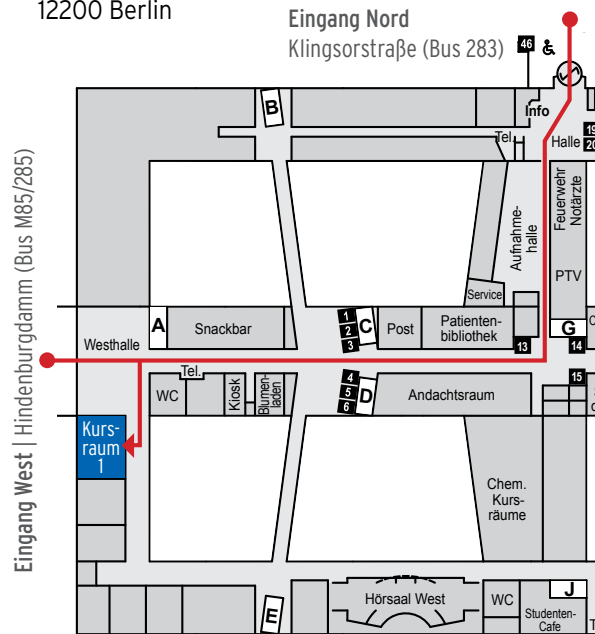 12200 Berlin
Eingang Nord
Klingsorstraße (Bus 283)
46
B
Info
Tel.
Halle
19
20
Eingang West | Hindenburgdamm (Bus M85/285)
Aufnahme-
halle
Feuerwehr
Notärzte
PTV
Service
A
Snackbar
1
2
3
C
Post
Patienten-
bibliothek
G
13
14
Westhalle
Tel.
WC
Kiosk
Blumen-
laden
4
5
6
D
Andachtsraum
15
Kurs-
raum
1
Chem.
Kurs-
räume
E
Hörsaal West
WC
J
Studenten-
Cafe